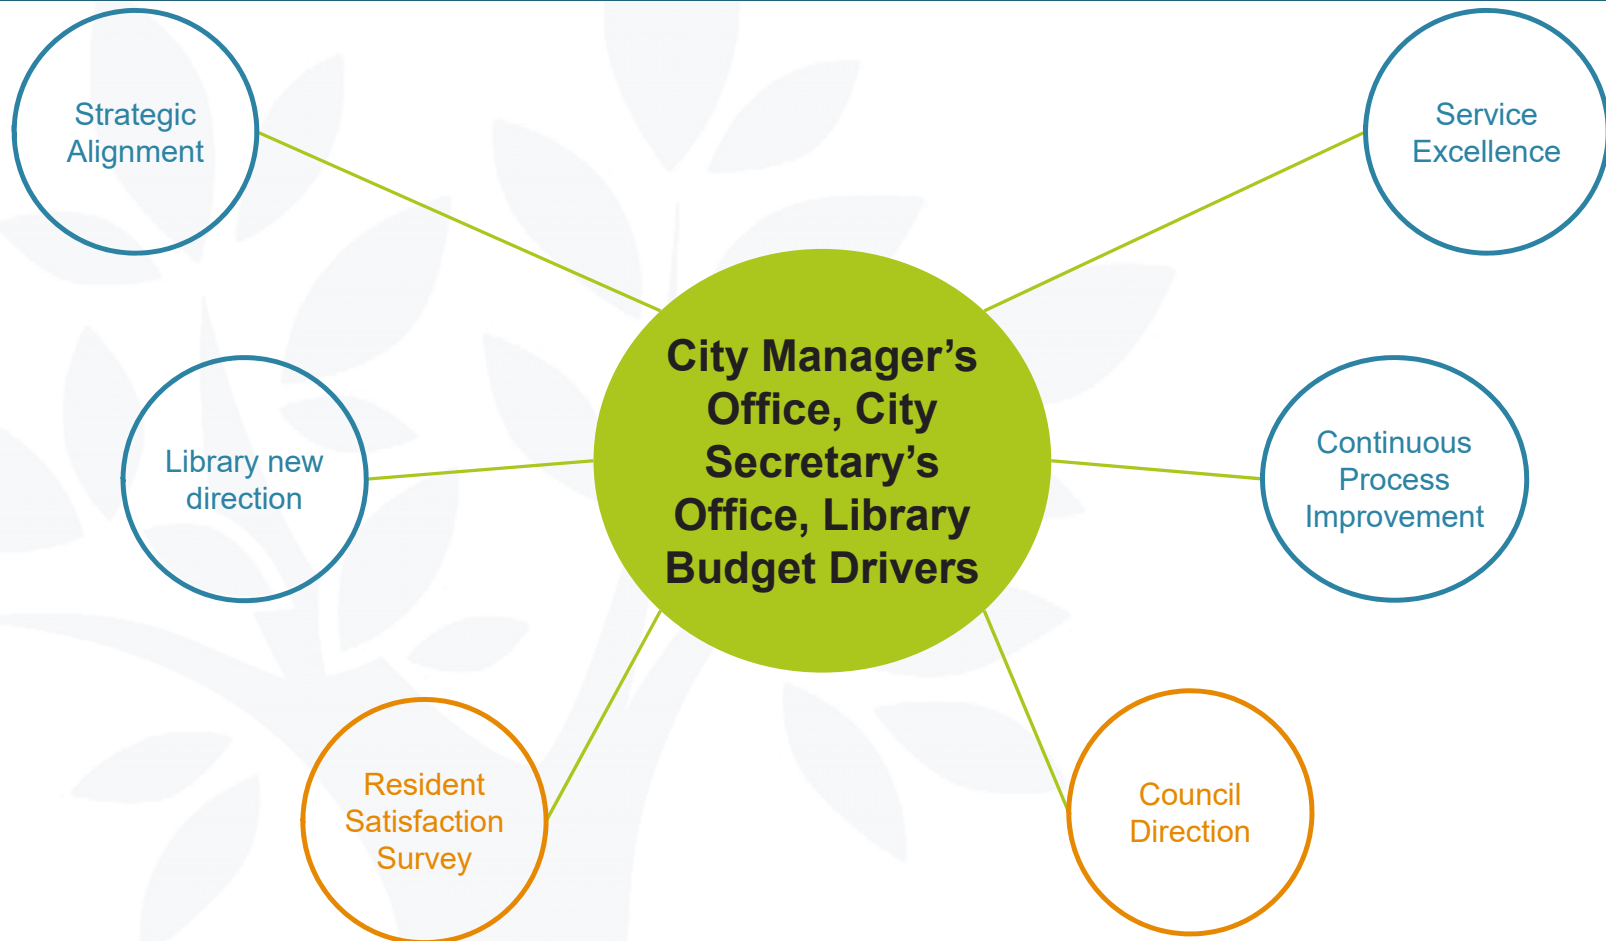 Strategic
Alignment
Service
Excellence
City Manager’s
Office, City
Secretary’s
Office, Library
Budget Drivers
Library new
direction
Continuous
Process
Improvement
Resident
Satisfaction
Survey
Council
Direction